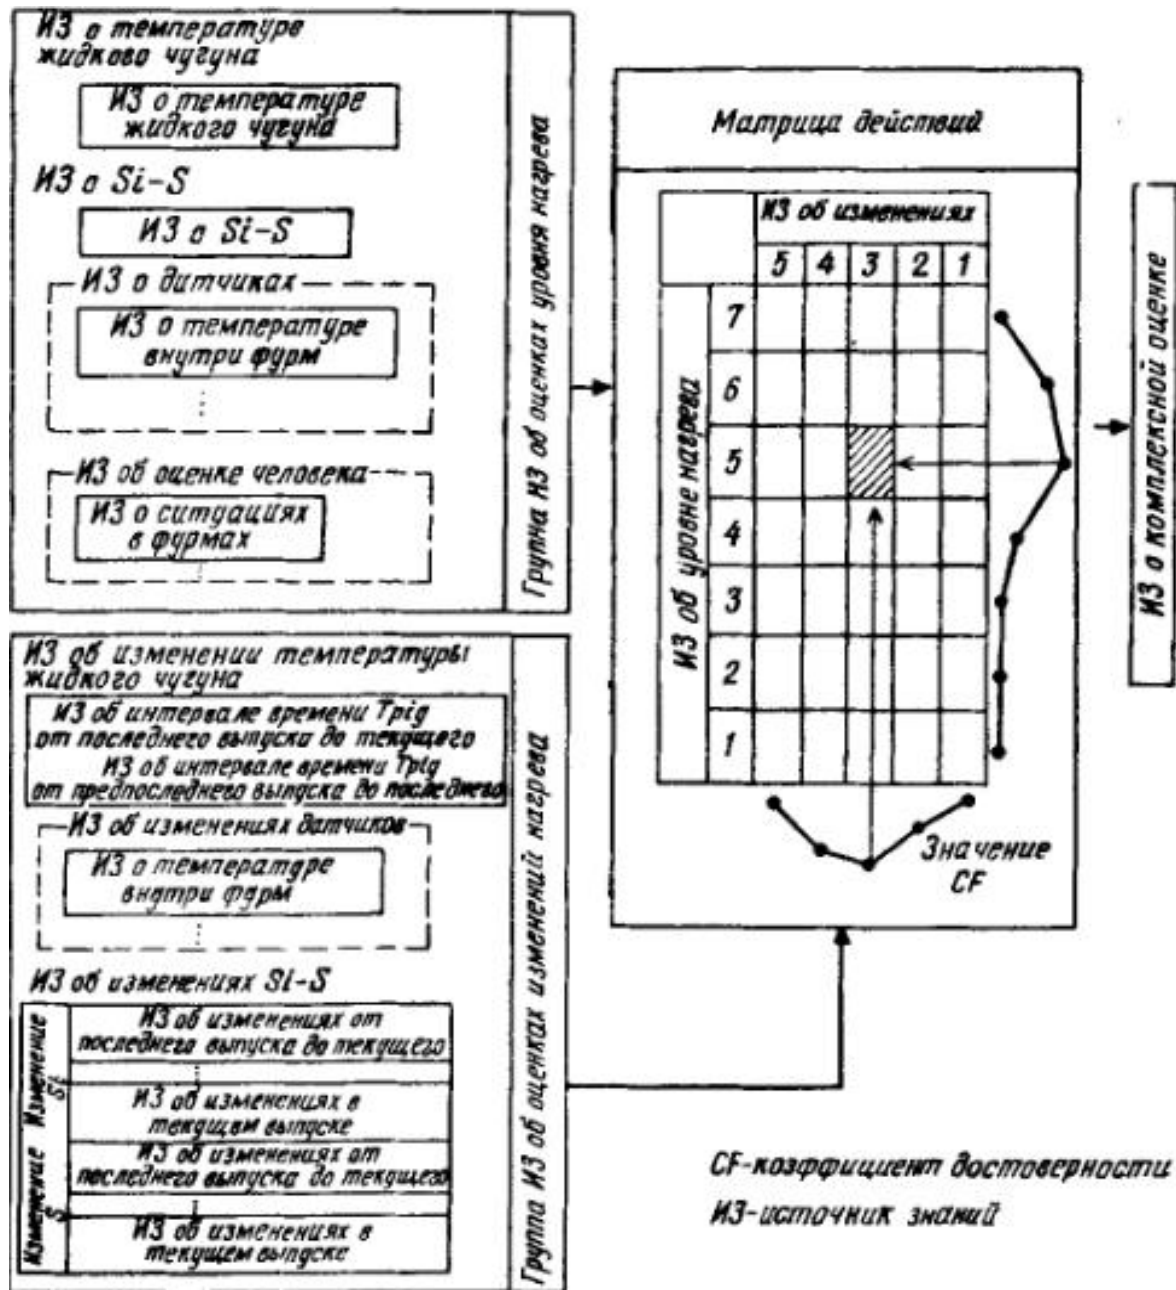 ИЗ о температуре
жидкого чугуна
ИЗ о температуре
жидкого чугуна
ИЗ о Si-S
ИЗ о Si-S
ИЗ о датчиках
ИЗ о температуре
внутри фурм
ИЗ об оценке человека
ИЗ о ситуациях
в фурмах
Группа ИЗ об оценках уровня нагрева
ИЗ об изменении температуры
жидкого чугуна
ИЗ об интервале времени Tpig
от последнего выпуска до текущего
ИЗ об интервале времени Tpig
от предпоследнего выпуска до последнего
ИЗ об изменениях датчиков
ИЗ о температуре
внутри фурм
ИЗ об изменениях Si-S
Изменение
Si
ИЗ об изменениях от
последнего выпуска до текущего
ИЗ об изменениях в
текущем выпуске
Изменение
S
ИЗ об изменениях от
последнего выпуска до текущего
ИЗ об изменениях в
текущем выпуске
Группа ИЗ об оценках изменений нагрева
Матрица действий
ИЗ об изменениях
5 4 3 2 1
ИЗ об уровне нагрева
7
6
5
4
3
2
1
Значение
CF
ИЗ о комплексной оценке
CF-коэффициент достоверности
ИЗ-источник знаний